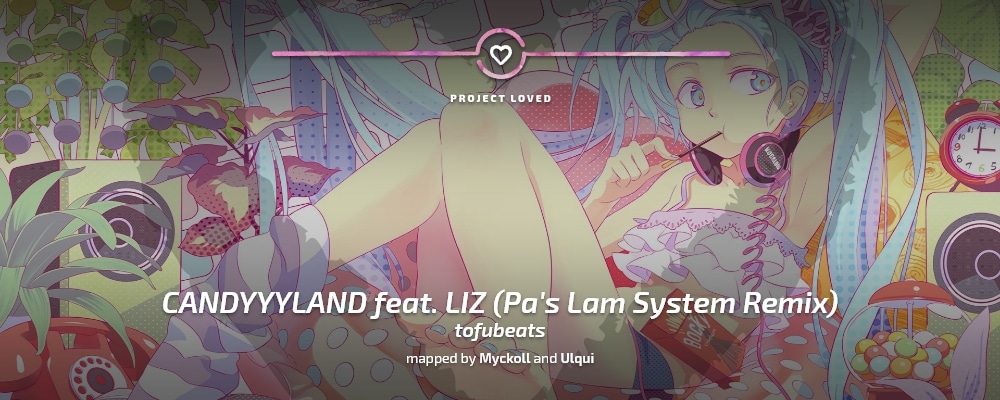 PROJECT LOVED
CANDYYYLAND feat. LIZ (Pa's Lam System Remix)
tofubeats
mapped by Myckoll and Ulqui